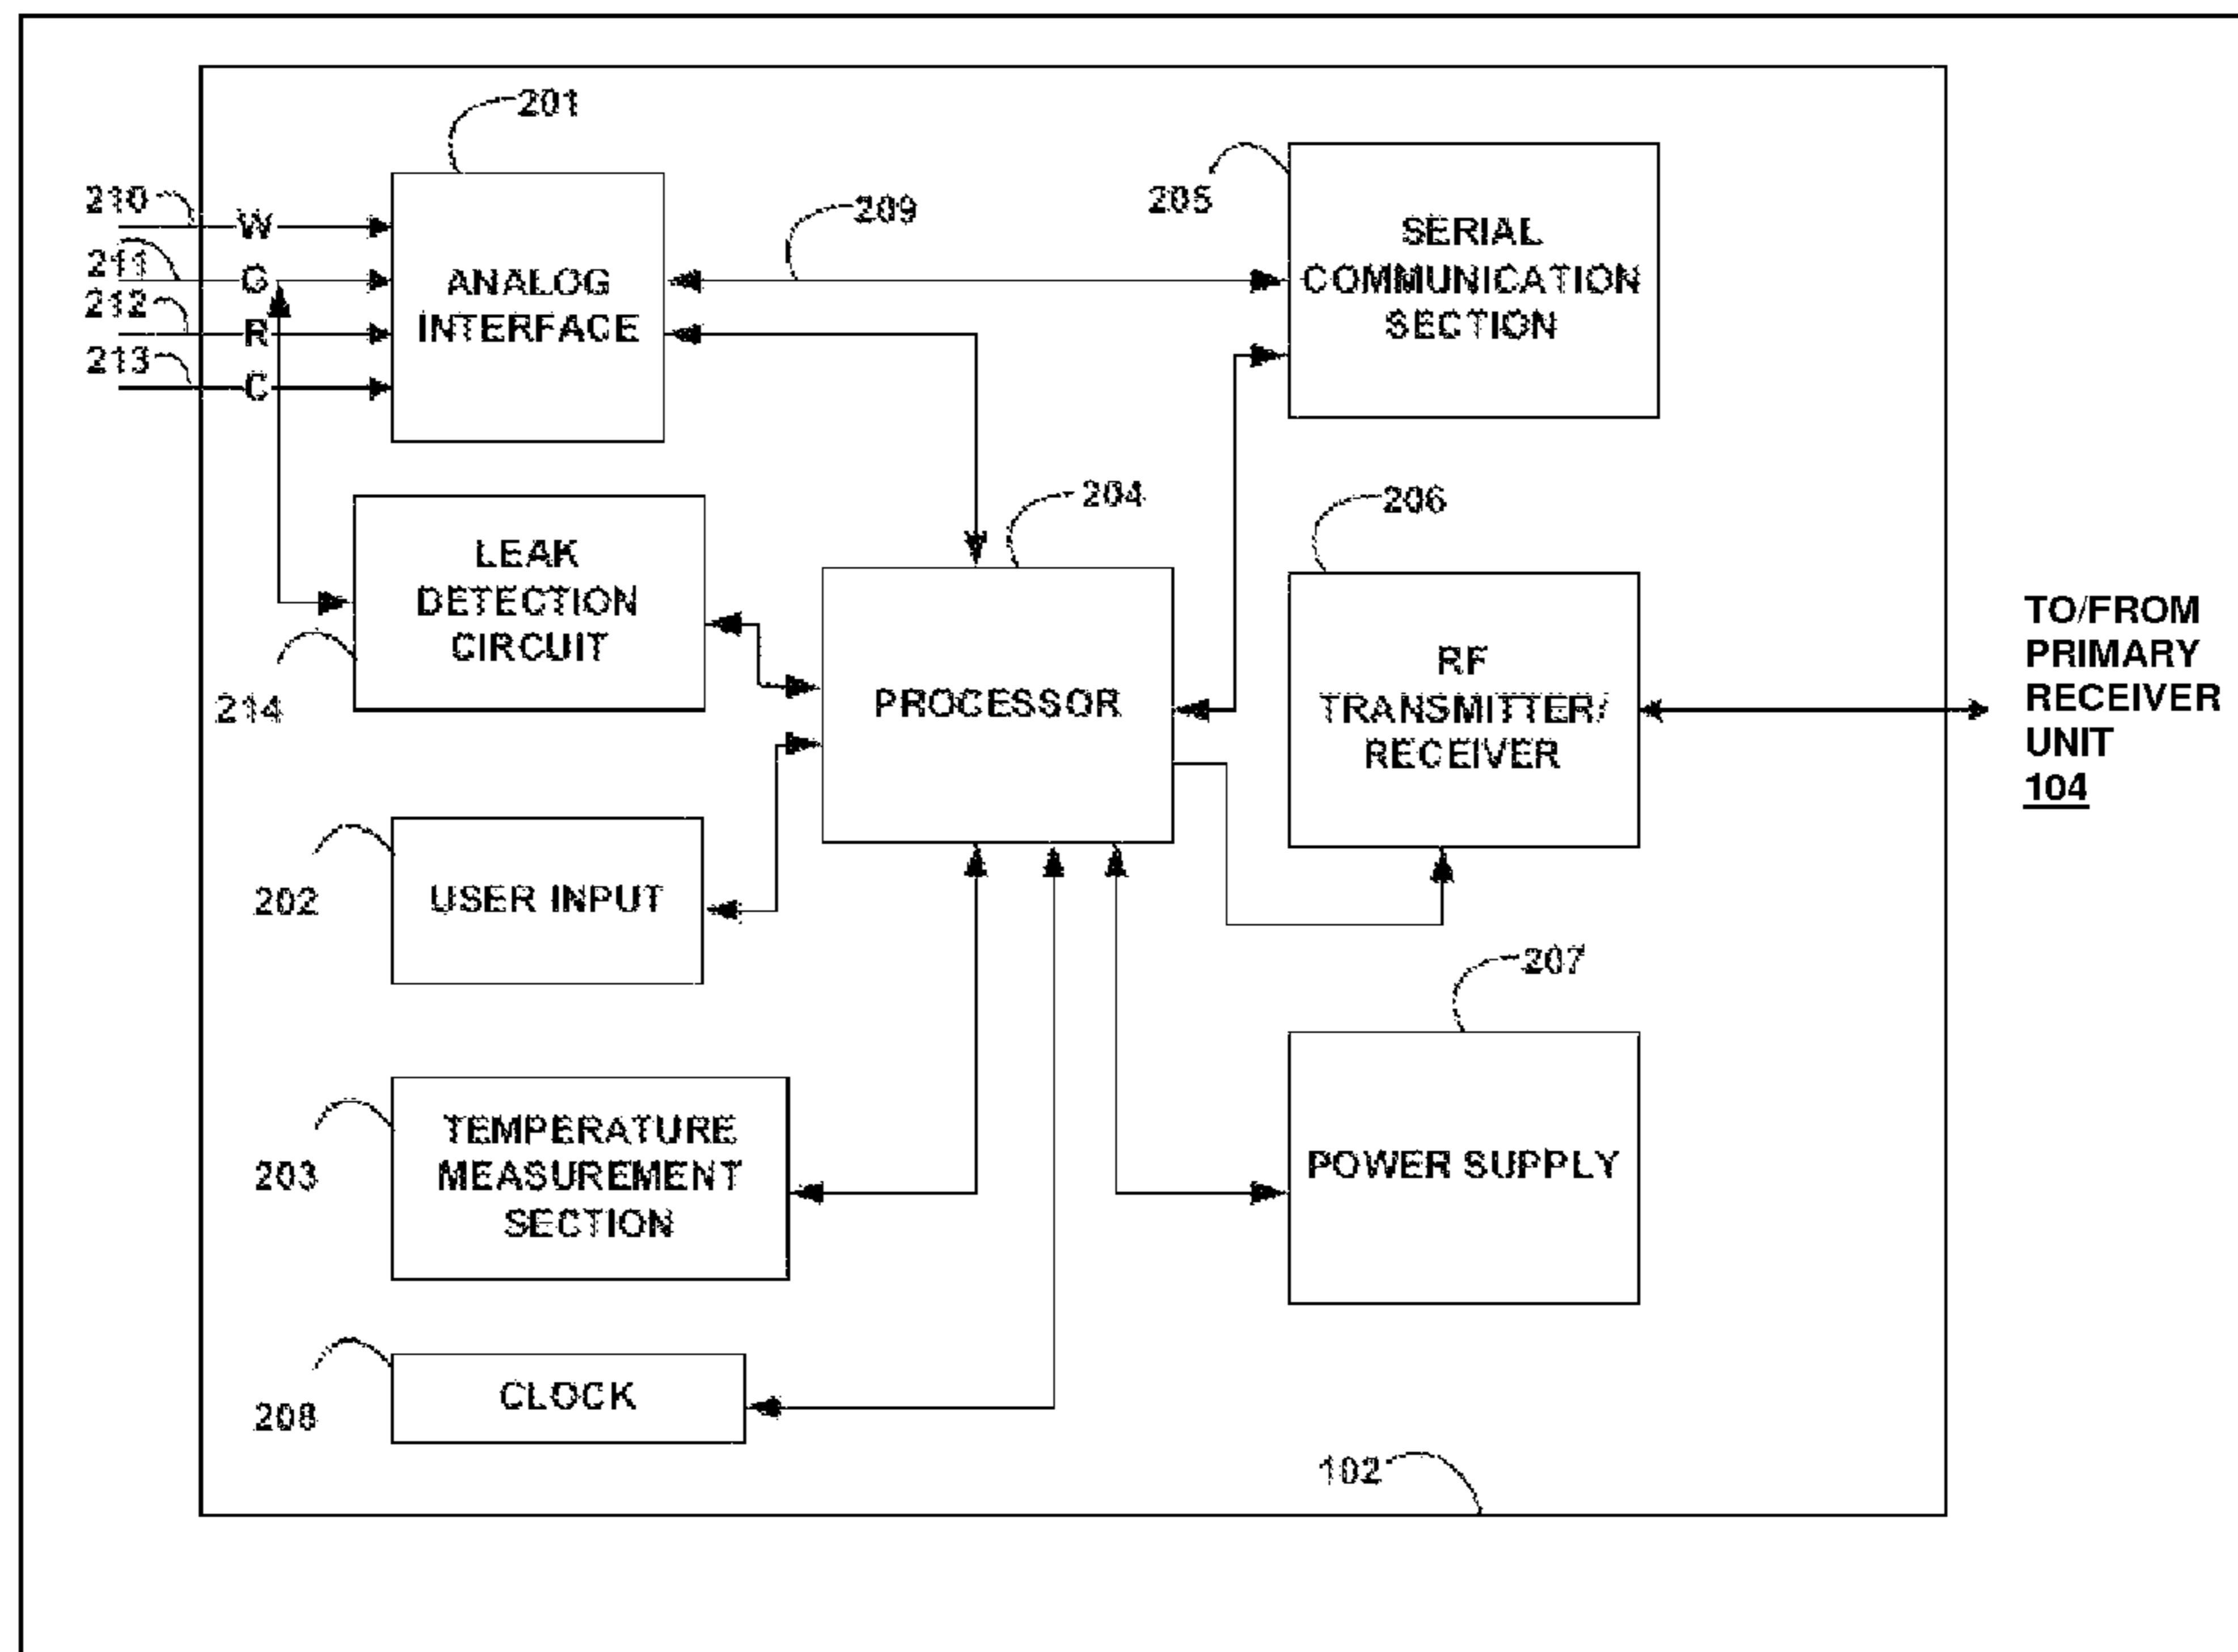 201
210
W
211
G
212
R
213
C
ANALOG
INTERFACE
209
205
SERIAL
COMMUNICATION
SECTION
LEAK
DETECTION
CIRCUIT
214
204
PROCESSOR
206
RF
TRANSMITTER/
RECEIVER
TO/FROM
PRIMARY
RECEIVER
UNIT
104
202
USER INPUT
207
POWER SUPPLY
203
TEMPERATURE
MEASUREMENT
SECTION
208
CLOCK
102